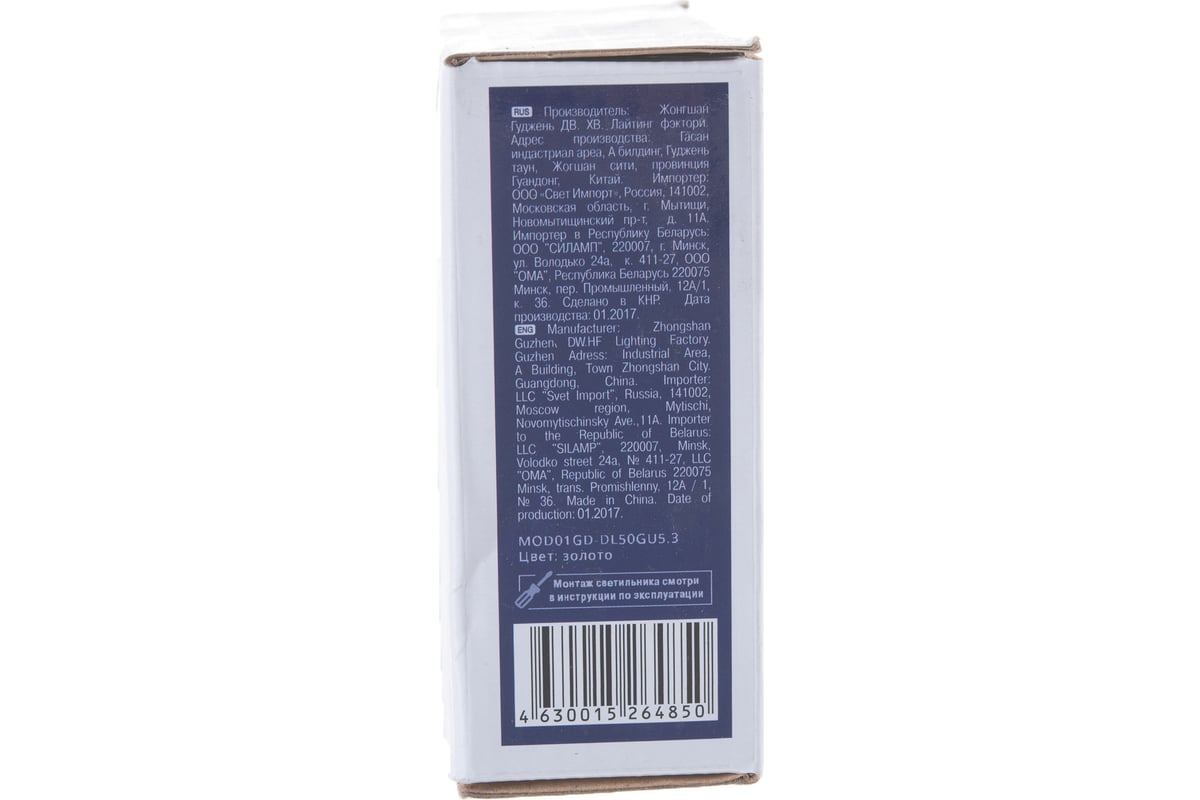 RUS Производитель: Жонгшан
Гуджень ДВ. ХВ. Лайтинг фэктори.
Адрес производства: Гасан
индастриал ареа, А билдинг, Гуджень
таун, Жогшан сити, провинция
Гуандонг, Китай. Импортер:
ООО «Свет Импорт», Россия, 141002,
Московская область, г. Мытищи,
Новомытищинский пр-т, д. 11А.
Импортер в Республику Беларусь:
ООО "СИЛАМП", 220007, г. Минск,
ул. Володько 24а, к. 411-27, ООО
"ОМА", Республика Беларусь 220075
Минск, пер. Промышленный, 12А/1,
к. 36. Сделано в КНР. Дата
производства: 01.2017.
ENG Manufacturer: Zhongshan
Guzhen, DW.HF Lighting Factory.
Guzhen Adress: Industrial Area,
A Building, Town Zhongshan City.
Guangdong, China. Importer:
LLC "Svet Import", Russia, 141002,
Moscow region, Mytischi,
Novomytischinsky Ave.,11A. Importer
to the Republic of Belarus:
LLC "SILAMP", 220007, Minsk,
Volodko street 24a, № 411-27, LLC
"OMA", Republic of Belarus 220075
Minsk, trans. Promishlenny, 12A / 1,
№ 36. Made in China. Date of
production: 01.2017.
MOD01GD-DL50GU5.3
Цвет: золото
Монтаж светильника смотри
в инструкции по эксплуатации
4 630015 264850